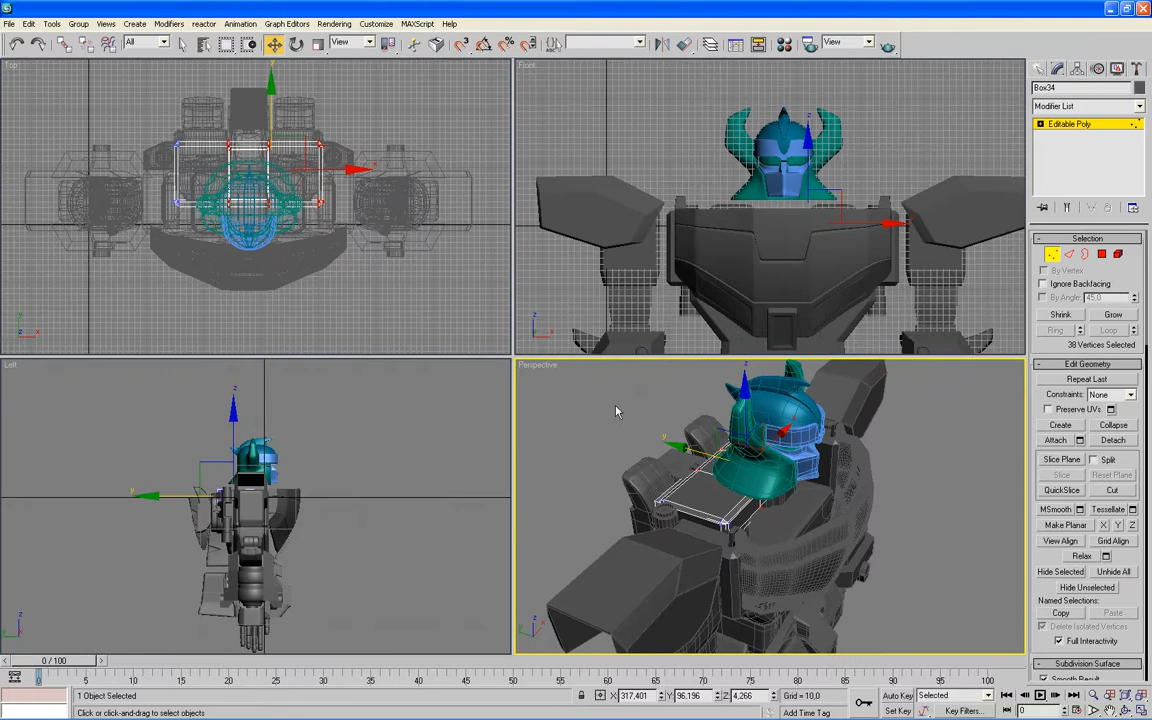 File Edit Tools Group Views Create Modifiers reactor Animation Graph Editors Rendering Customize MAXScript Help
All View View
Top Front
Left Perspective
Box34
Modifier List
Editable Poly
Selection
By Vertex
Ignore Backfacing
By Angle: 45,0
Shrink Grow
Ring Loop
38 Vertices Selected
Edit Geometry
Repeat Last
Constraints: None
Preserve UVs
Create Collapse
Attach Detach
Slice Plane Split
Slice Reset Plane
QuickSlice Cut
MSmooth Tessellate
Make Planar X Y Z
View Align Grid Align
Relax
Hide Selected Unhide All
Hide Unselected
Named Selections:
Copy Paste
Delete Isolated Vertices
Full Interactivity
Subdivision Surface
Smooth Result
0 / 100
0 5 10 15 20 25 30 35 40 45 50 55 60 65 70 75 80 85 90 95 100
1 Object Selected X: 317,401 Y: 96,196 Z: 4,266 Grid = 10,0 Auto Key Selected
Click or click-and-drag to select objects Add Time Tag Set Key Key Filters... 0